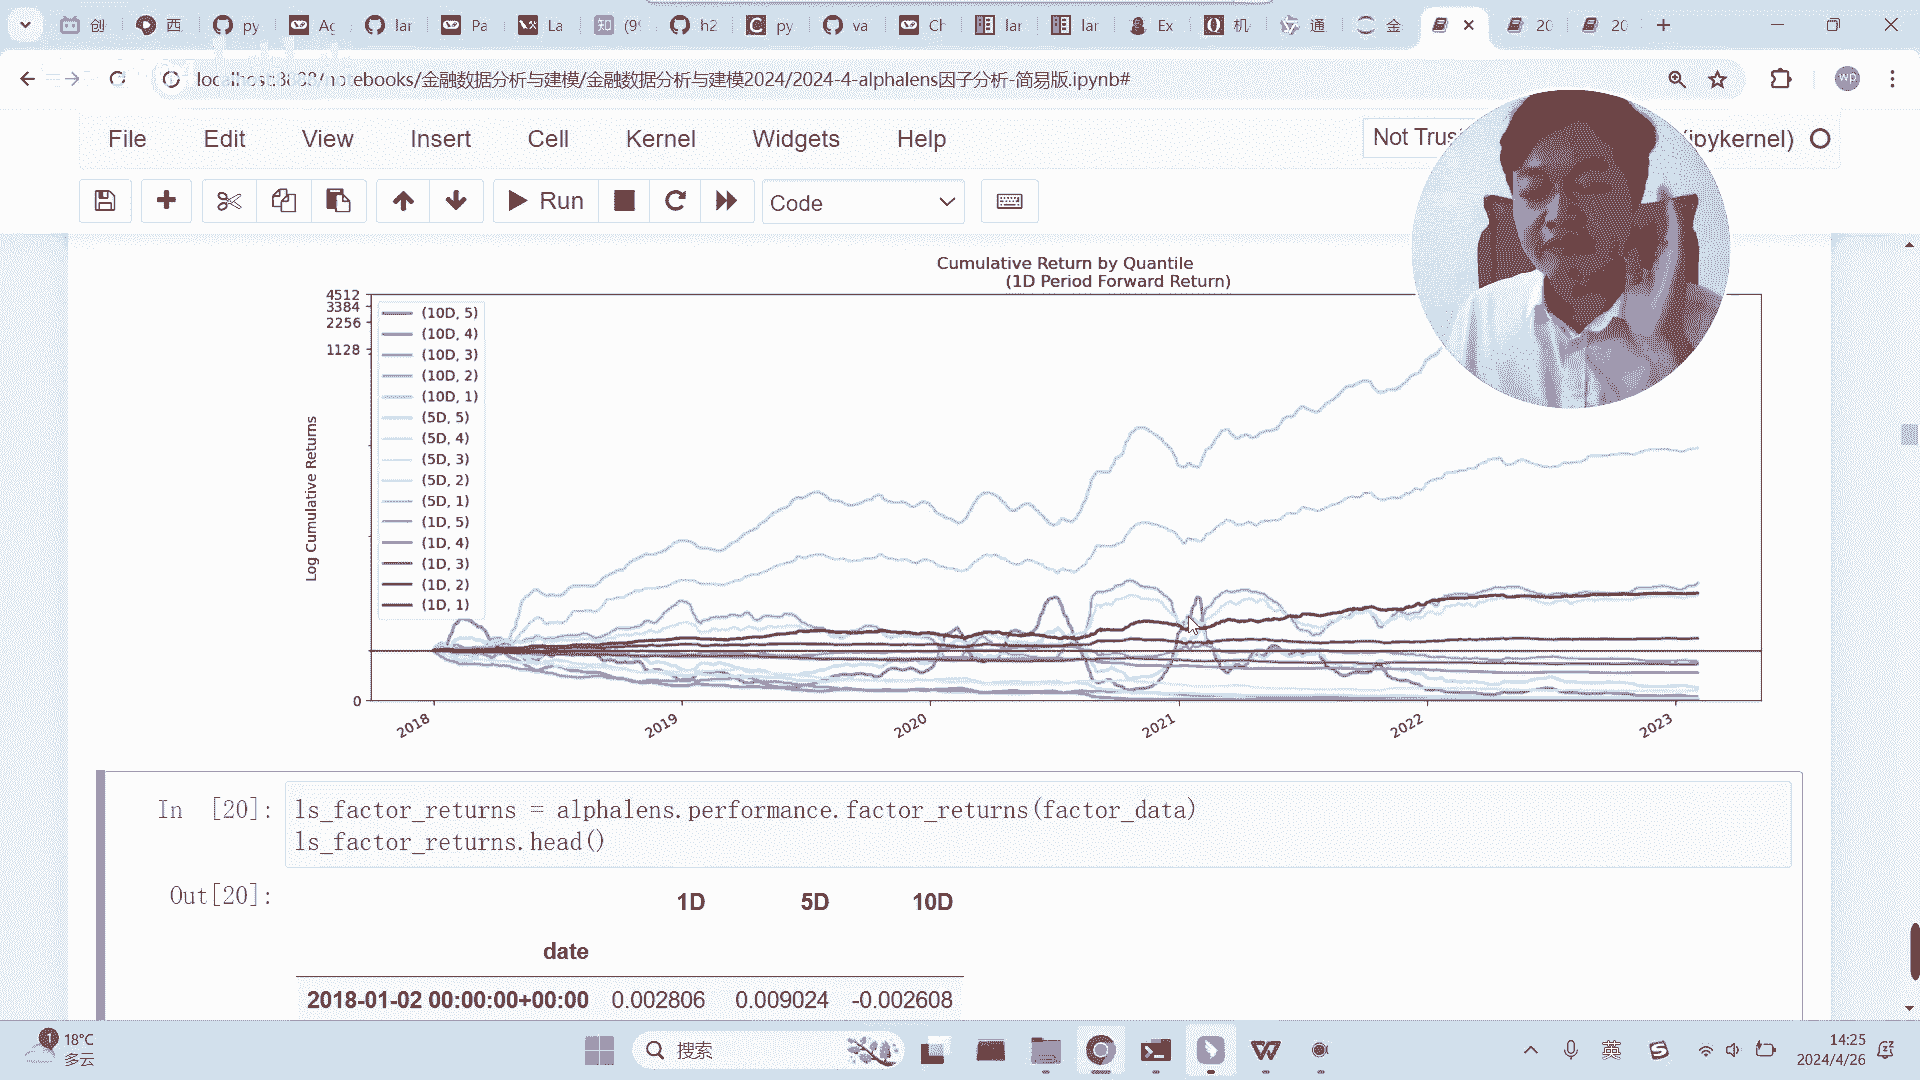 创
西
py
Ac
lar
Pa
La
知 (9
h2
py
va
Ch
lar
lar
Ex
机
通
金
20
20
localhost:8888/notebooks/金融数据分析与建模/金融数据分析与建模2024/2024-4-alphalens因子分析-简易版.ipynb#
wp
File Edit View Insert Cell Kernel Widgets Help
Not Trus
(ipykernel)
Run
Code
Cumulative Return by Quantile
(1D Period Forward Return)
4512
3384
2256
1128
0
Log Cumulative Returns
(10D, 5)
(10D, 4)
(10D, 3)
(10D, 2)
(10D, 1)
(5D, 5)
(5D, 4)
(5D, 3)
(5D, 2)
(5D, 1)
(1D, 5)
(1D, 4)
(1D, 3)
(1D, 2)
(1D, 1)
2018 2019 2020 2021 2022 2023
In [20]: ls_factor_returns = alphalens.performance.factor_returns(factor_data)
ls_factor_returns.head()
Out[20]:
1D 5D 10D
date
2018-01-02 00:00:00+00:00 0.002806 0.009024 -0.002608
1
18°C
多云
搜索
英
14:25
2024/4/26